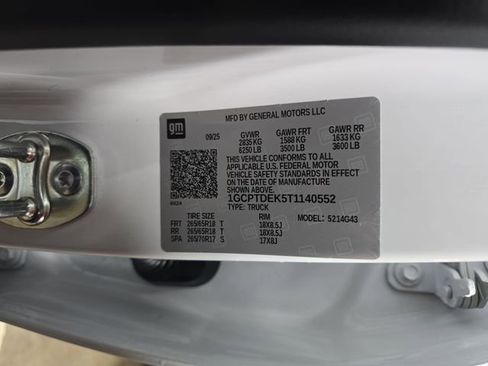 MFD BY GENERAL MOTORS LLC
gm
09/25 GVWR GAWR FRT GAWR RR
2835 KG 1588 KG 1633 KG
6250 LB 3500 LB 3600 LB
THIS VEHICLE CONFORMS TO ALL
APPLICABLE U.S. FEDERAL MOTOR
VEHICLE SAFETY STANDARDS IN EFFECT
ON THE DATE OF MANUFACTURE
SHOWN ABOVE.
1GCPTDEK5T1140552
TYPE: TRUCK
MODEL: 5214G43
TIRE SIZE RIM
FRT 265/65R18 T 18X8.5J
RR 265/65R18 T 18X8.5J
SPA 265/70R17 S 17X8J